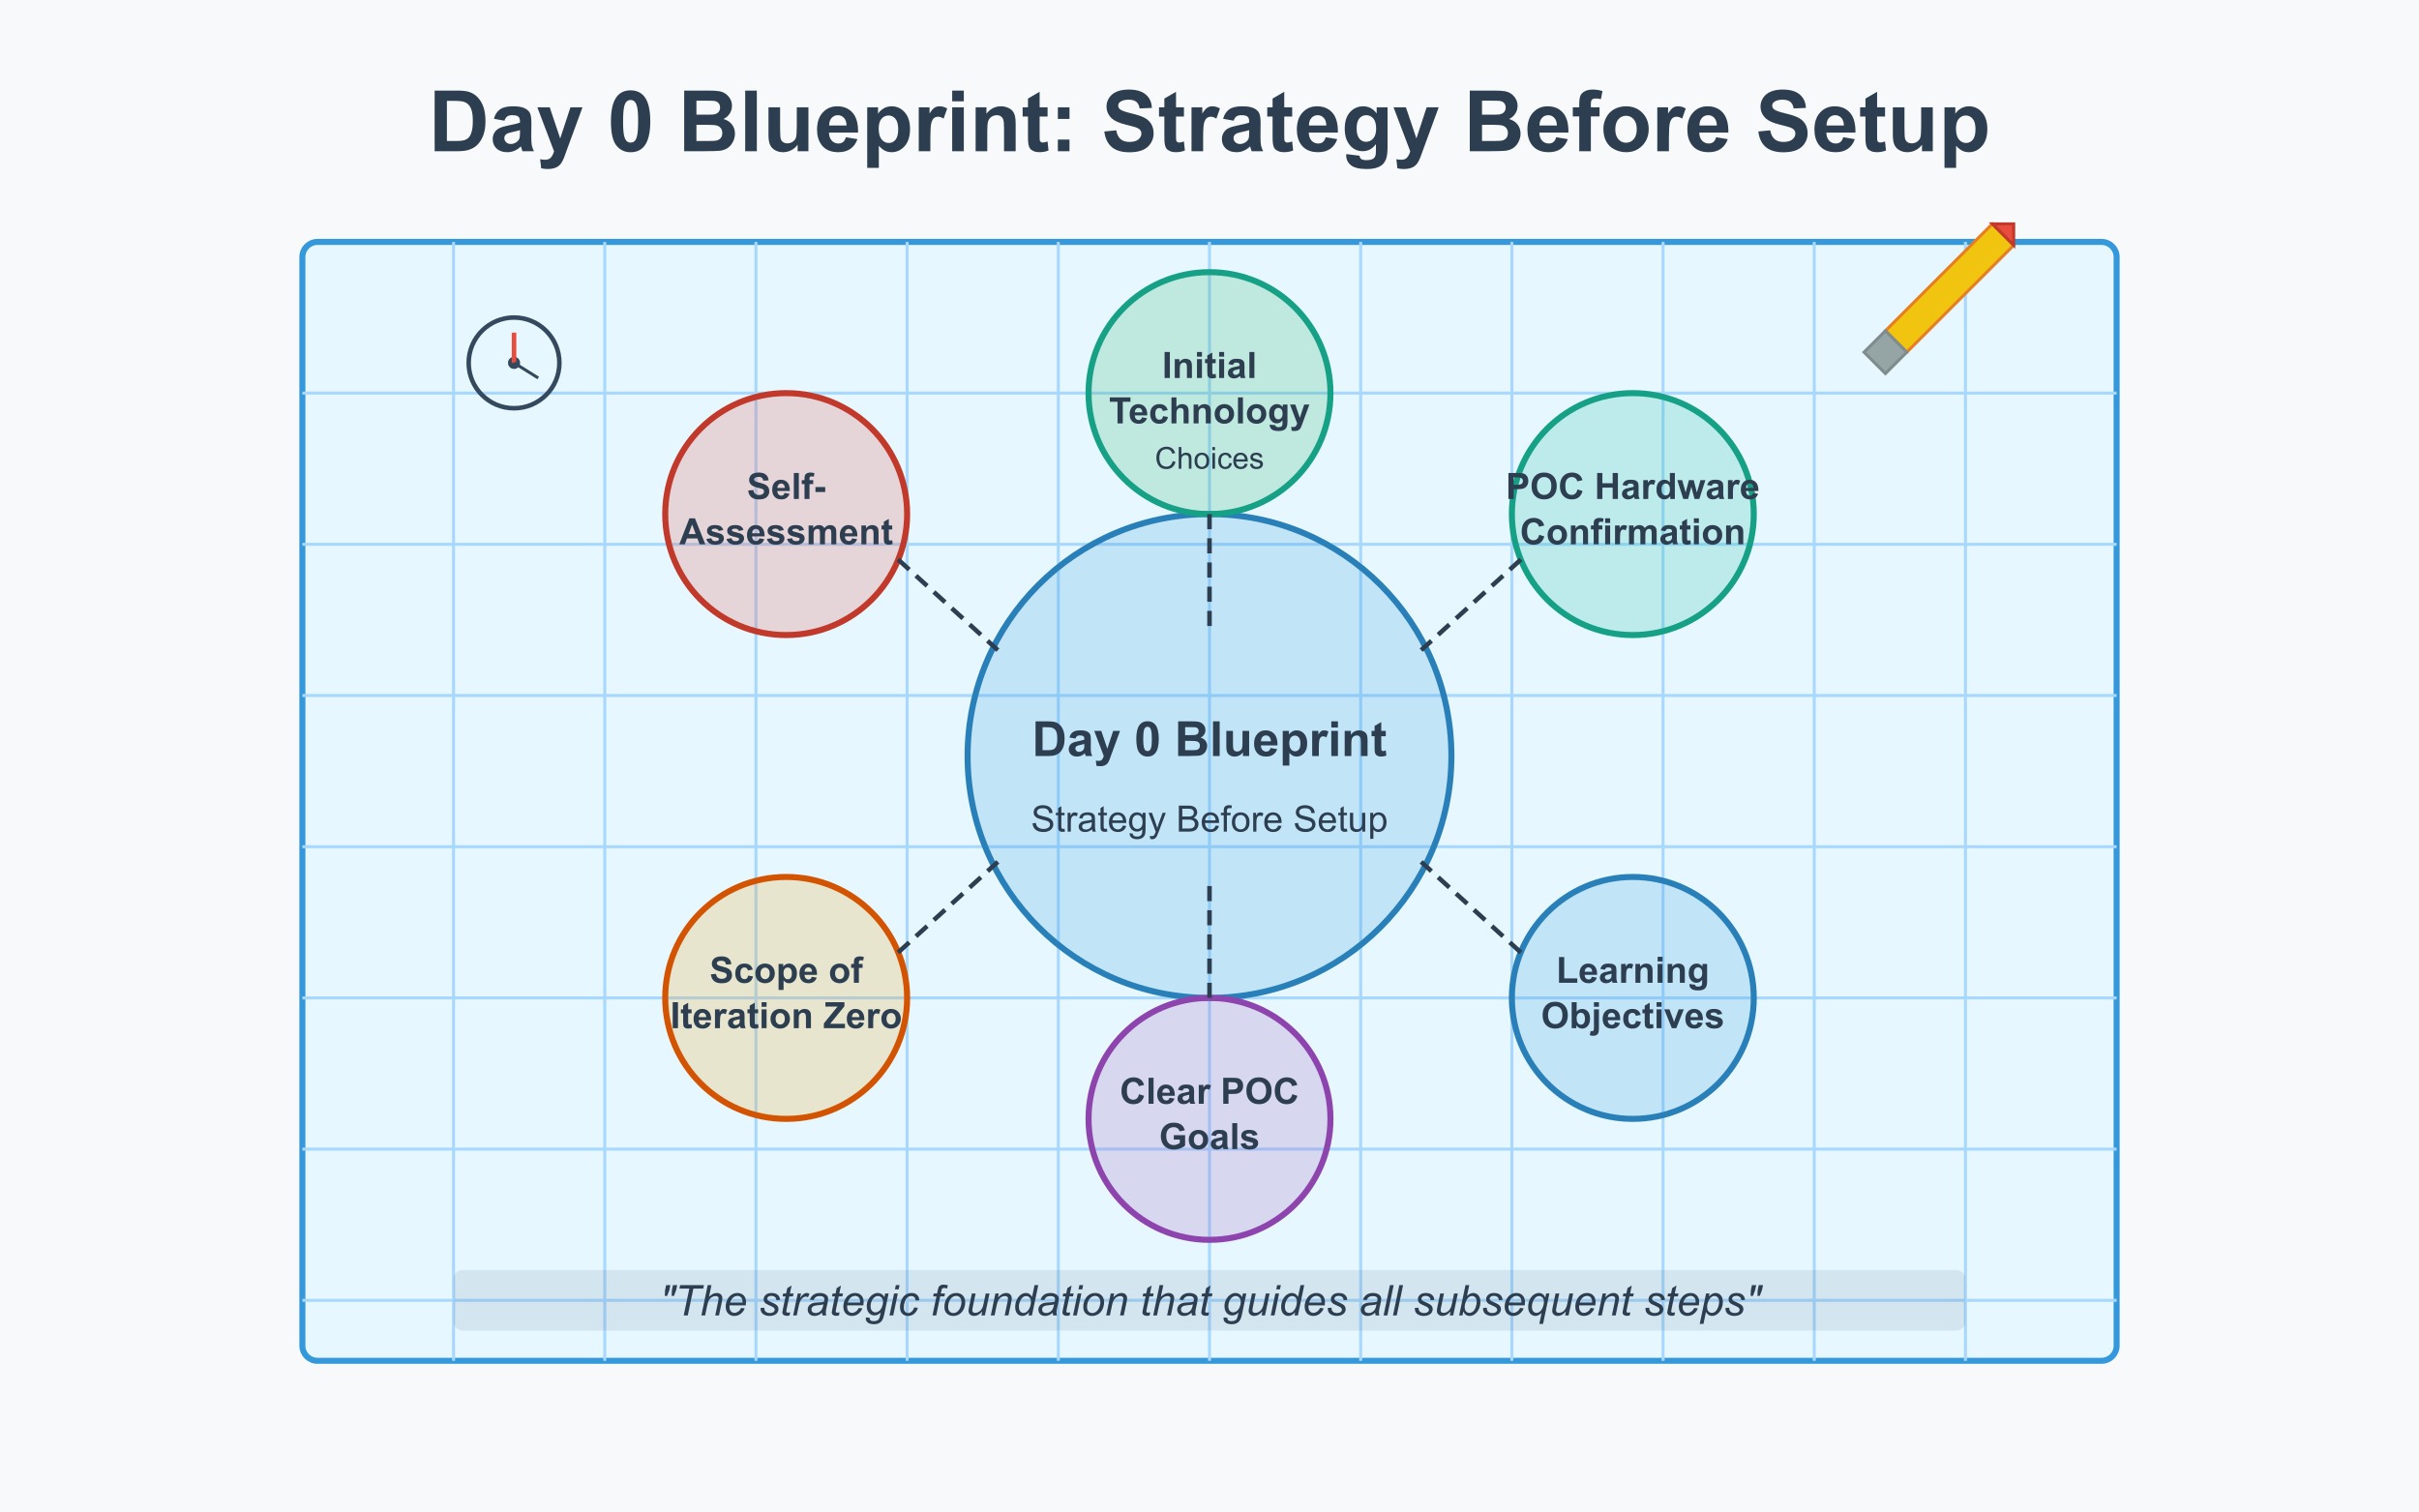 Day 0 Blueprint: Strategy Before Setup
Initial
Technology
Choices
Self-
Assessment
POC Hardware
Confirmation
Day 0 Blueprint
Strategy Before Setup
Scope of
Iteration Zero
Learning
Objectives
Clear POC
Goals
"The strategic foundation that guides all subsequent steps"